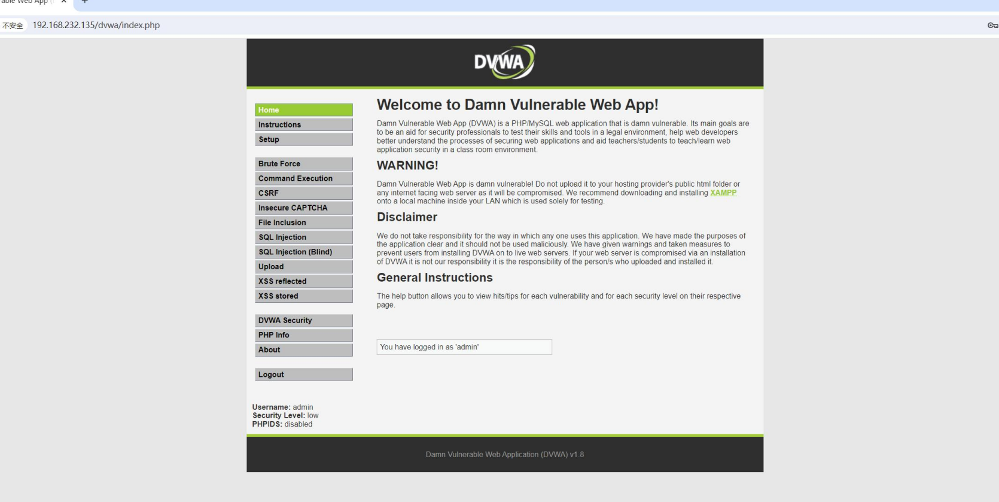 able Web App (
不安全 192.168.232.135/dvwa/index.php
DVWA
Home
Instructions
Setup
Brute Force
Command Execution
CSRF
Insecure CAPTCHA
File Inclusion
SQL Injection
SQL Injection (Blind)
Upload
XSS reflected
XSS stored
DVWA Security
PHP Info
About
Logout
Welcome to Damn Vulnerable Web App!
Damn Vulnerable Web App (DVWA) is a PHP/MySQL web application that is damn vulnerable. Its main goals are
to be an aid for security professionals to test their skills and tools in a legal environment, help web developers
better understand the processes of securing web applications and aid teachers/students to teach/learn web
application security in a class room environment.
WARNING!
Damn Vulnerable Web App is damn vulnerable! Do not upload it to your hosting provider's public html folder or
any internet facing web server as it will be compromised. We recommend downloading and installing XAMPP
onto a local machine inside your LAN which is used solely for testing.
Disclaimer
We do not take responsibility for the way in which any one uses this application. We have made the purposes of
the application clear and it should not be used maliciously. We have given warnings and taken measures to
prevent users from installing DVWA on to live web servers. If your web server is compromised via an installation
of DVWA it is not our responsibility it is the responsibility of the person/s who uploaded and installed it.
General Instructions
The help button allows you to view hits/tips for each vulnerability and for each security level on their respective
page.
You have logged in as 'admin'
Username: admin
Security Level: low
PHPIDS: disabled
Damn Vulnerable Web Application (DVWA) v1.8